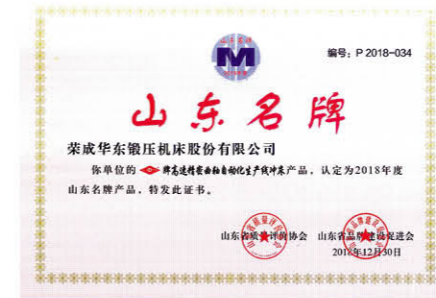 山东名牌
M
编号：P 2018-034
山东名牌
荣成华东锻压机床股份有限公司
你单位的 牌高速精密曲轴自动化生产线冲床产品，认定为2018年度
山东名牌产品，特发此证书。
山东省质量评价协会 山东省品牌建设促进会
2018年12月30日